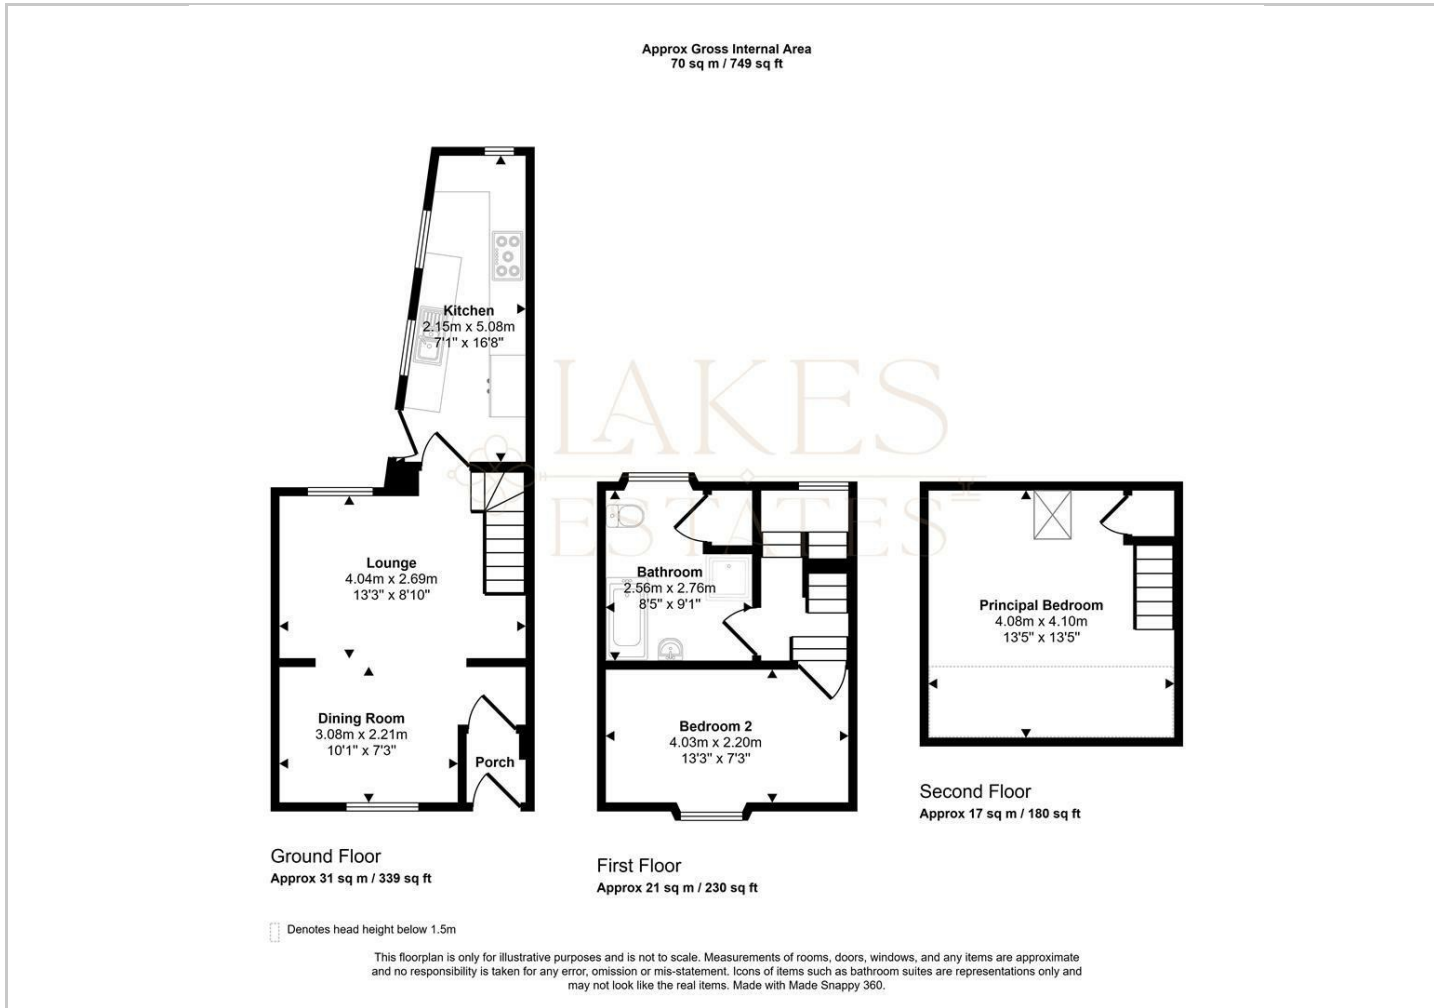 Approx Gross Internal Area
70 sq m / 749 sq ft
Kitchen
2.15m x 5.08m
7'1" x 16'8"
LAKES
ESTATES
Lounge
4.04m x 2.69m
13'3" x 8'10"
Dining Room
3.08m x 2.21m
10'1" x 7'3"
Porch
Ground Floor
Approx 31 sq m / 339 sq ft
Bathroom
2.56m x 2.76m
8'5" x 9'1"
Bedroom 2
4.03m x 2.20m
13'3" x 7'3"
First Floor
Approx 21 sq m / 230 sq ft
Principal Bedroom
4.08m x 4.10m
13'5" x 13'5"
Second Floor
Approx 17 sq m / 180 sq ft
Denotes head height below 1.5m
This floorplan is only for illustrative purposes and is not to scale. Measurements of rooms, doors, windows, and any items are approximate
and no responsibility is taken for any error, omission or mis-statement. Icons of items such as bathroom suites are representations only and
may not look like the real items. Made with Made Snappy 360.